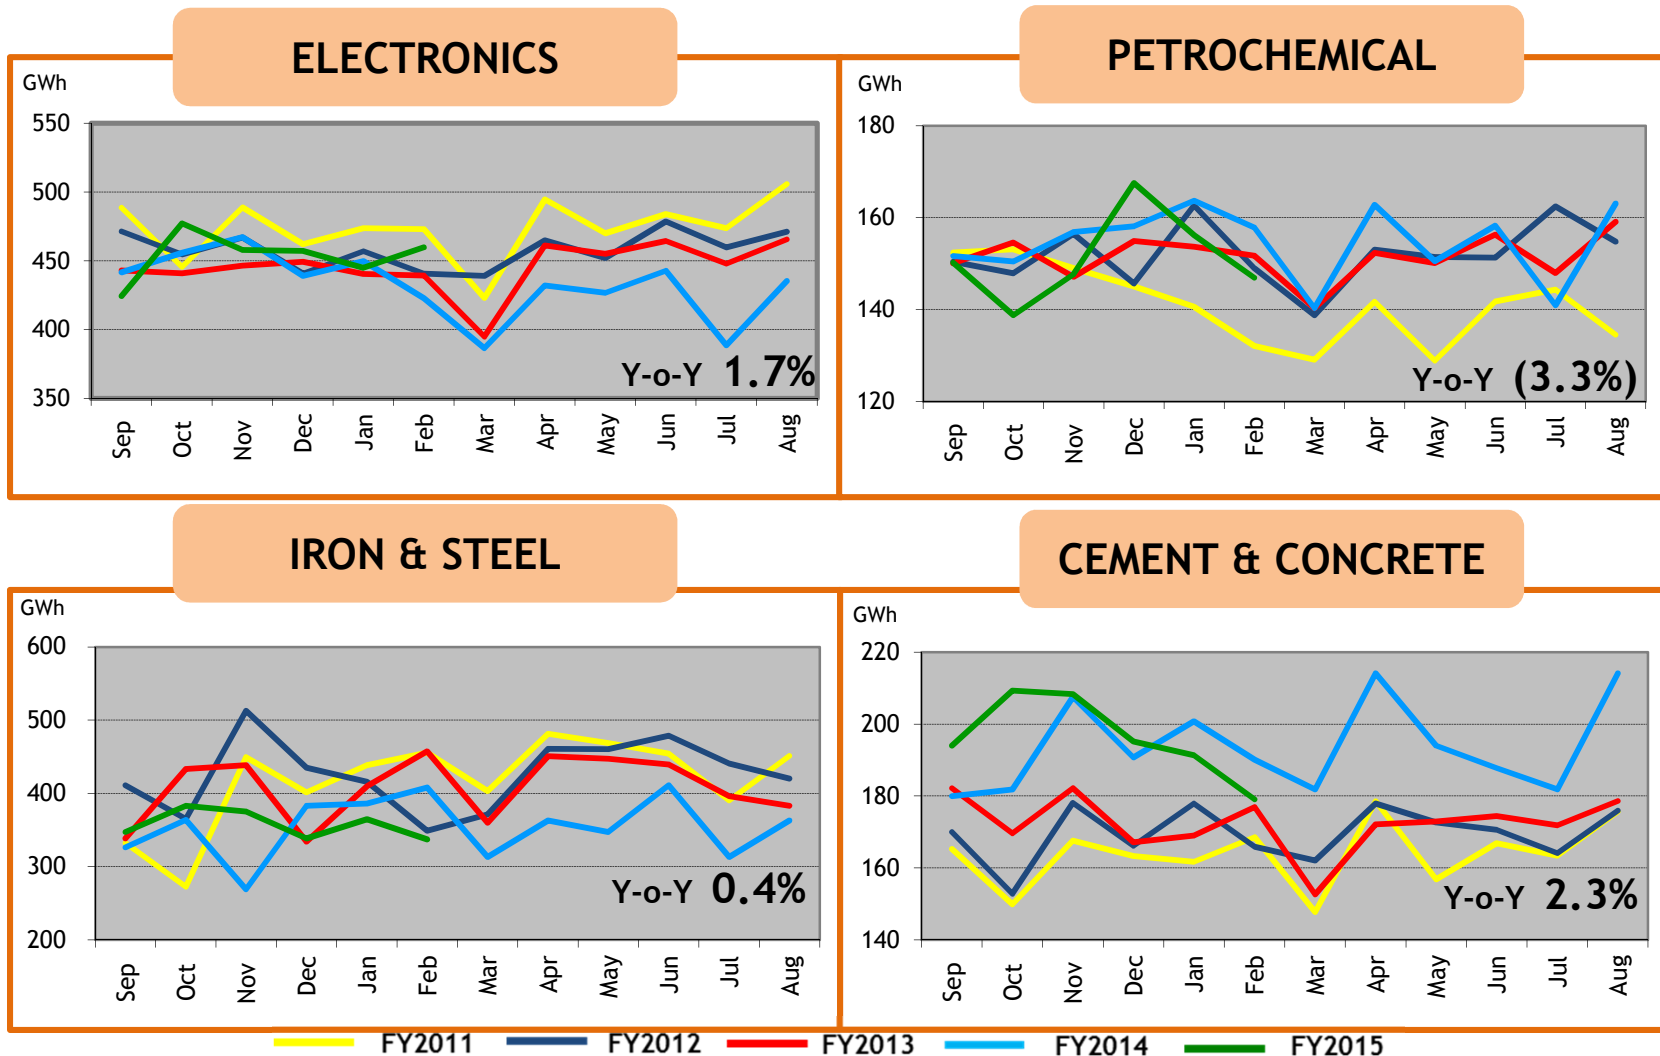 ELECTRONICS
GWh
550
500
450
400
350
Y-o-Y 1.7%
Sep Oct Nov Dec Jan Feb Mar Apr May Jun Jul Aug
PETROCHEMICAL
GWh
180
160
140
120
Y-o-Y (3.3%)
Sep Oct Nov Dec Jan Feb Mar Apr May Jun Jul Aug
IRON & STEEL
GWh
600
500
400
300
200
Y-o-Y 0.4%
Sep Oct Nov Dec Jan Feb Mar Apr May Jun Jul Aug
CEMENT & CONCRETE
GWh
220
200
180
160
140
Y-o-Y 2.3%
Sep Oct Nov Dec Jan Feb Mar Apr May Jun Jul Aug
FY2011 FY2012 FY2013 FY2014 FY2015